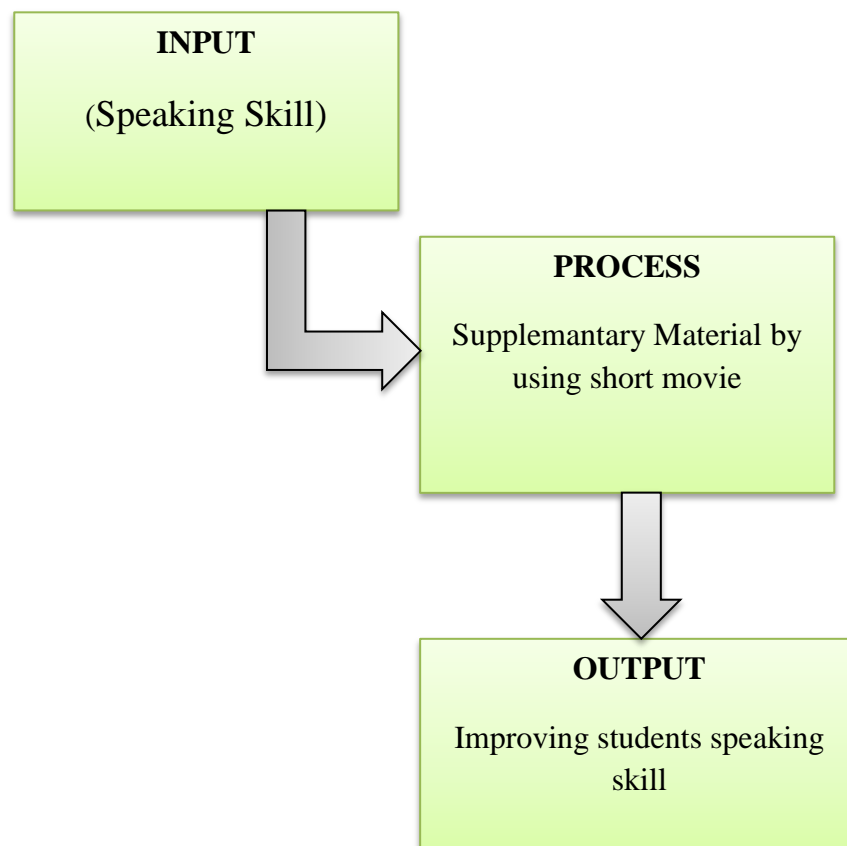 INPUT
(Speaking Skill)
PROCESS
Supplemantary Material by
using short movie
OUTPUT
Improving students speaking
skill